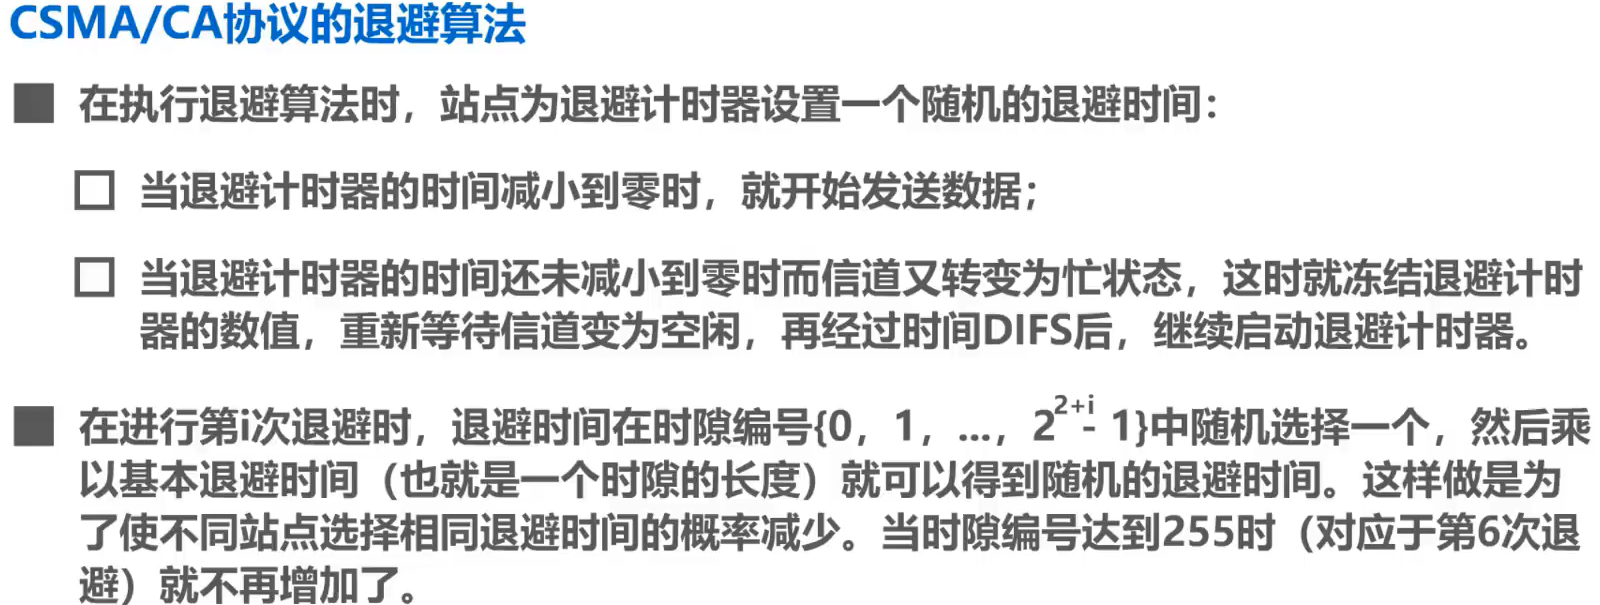 CSMA/CA协议的退避算法
在执行退避算法时，站点为退避计时器设置一个随机的退避时间：
当退避计时器的时间减小到零时，就开始发送数据；
当退避计时器的时间还未减小到零时而信道又转变为忙状态，这时就冻结退避计时
器的数值，重新等待信道变为空闲，再经过时间DIFS后，继续启动退避计时器。
在进行第i次退避时，退避时间在时隙编号{0，1，...，2^{2+i} - 1}中随机选择一个，然后乘
以基本退避时间（也就是一个时隙的长度）就可以得到随机的退避时间。这样做是为
了使不同站点选择相同退避时间的概率减少。当时隙编号达到255时（对应于第6次退
避）就不再增加了。